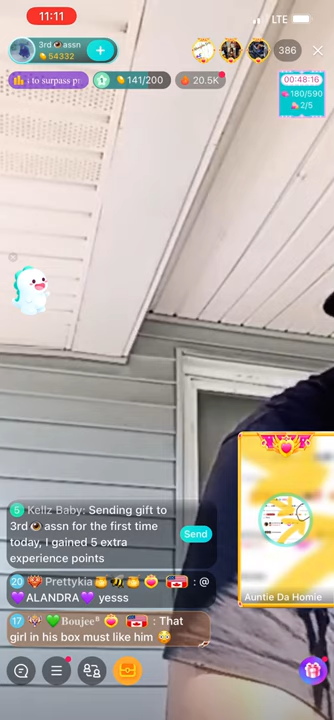 11:11
LTE
3rd👁assn
54332
386
s to surpass p
141/200
20.5K
00:48:16
180/590
2/5
5 Kellz Baby: Sending gift to
3rd👁assn for the first time
today, I gained 5 extra
experience points
Send
20 Prettykia : @
💜ALANDRA💜 yesss
17 💚Boujeeᴿ 🇨🇦 : That
girl in his box must like him 😳
Auntie Da Homie